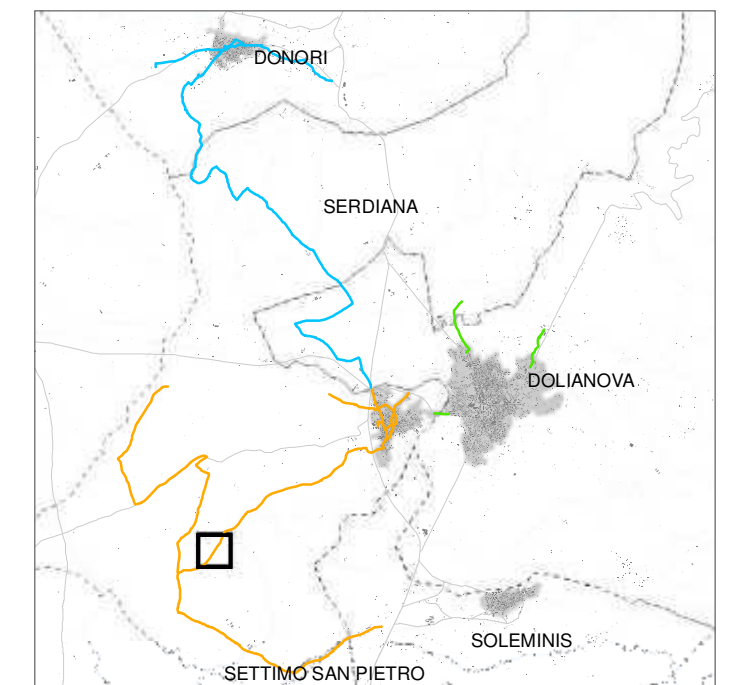 DONORI
SERDIANA
DOLIANOVA
SOLEMINIS
SETTIMO SAN PIETRO